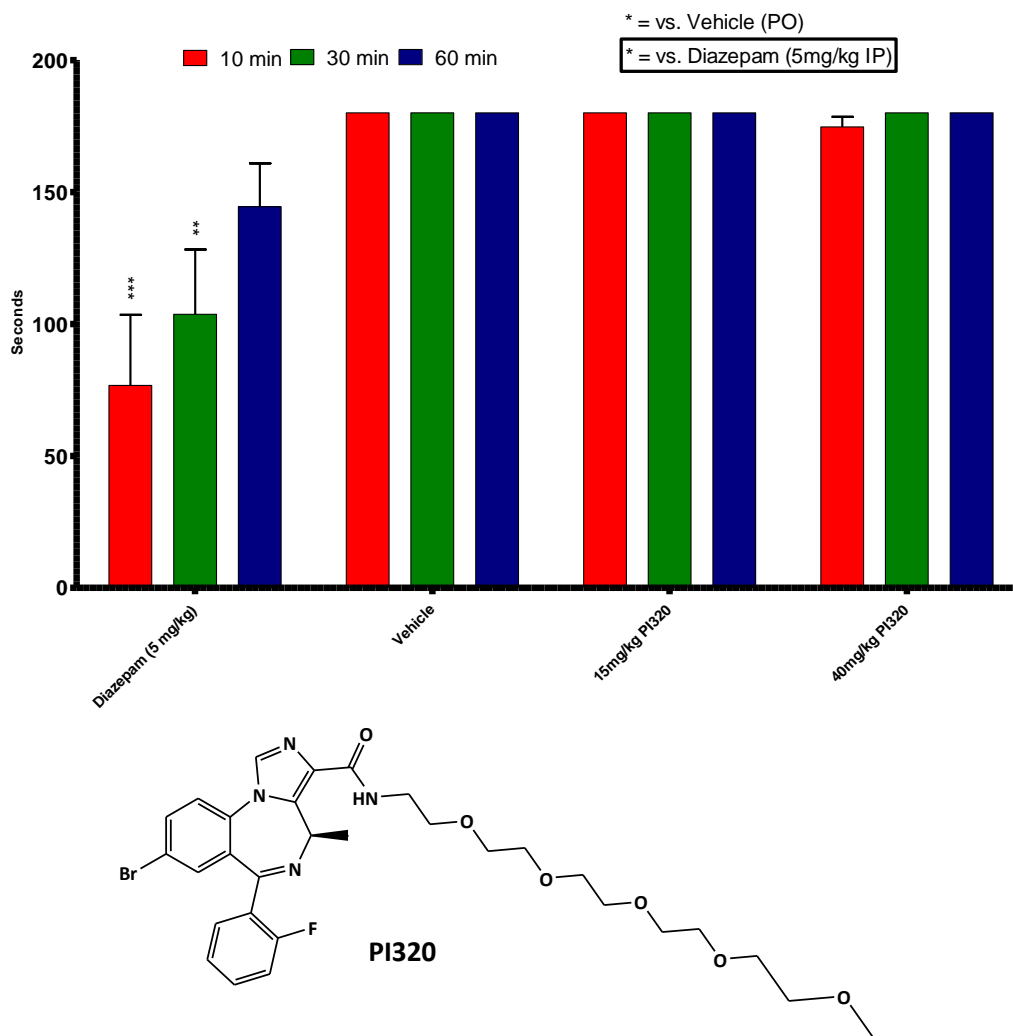 * = vs. Vehicle (PO)
* = vs. Diazepam (5mg/kg IP)
10 min 30 min 60 min
200
150
100
50
0
Seconds
***
**
Diazepam (5 mg/kg)
Vehicle
15mg/kg PI320
40mg/kg PI320
N
O
N
HN
O
N
Br
O
O
F
O
O
PI320